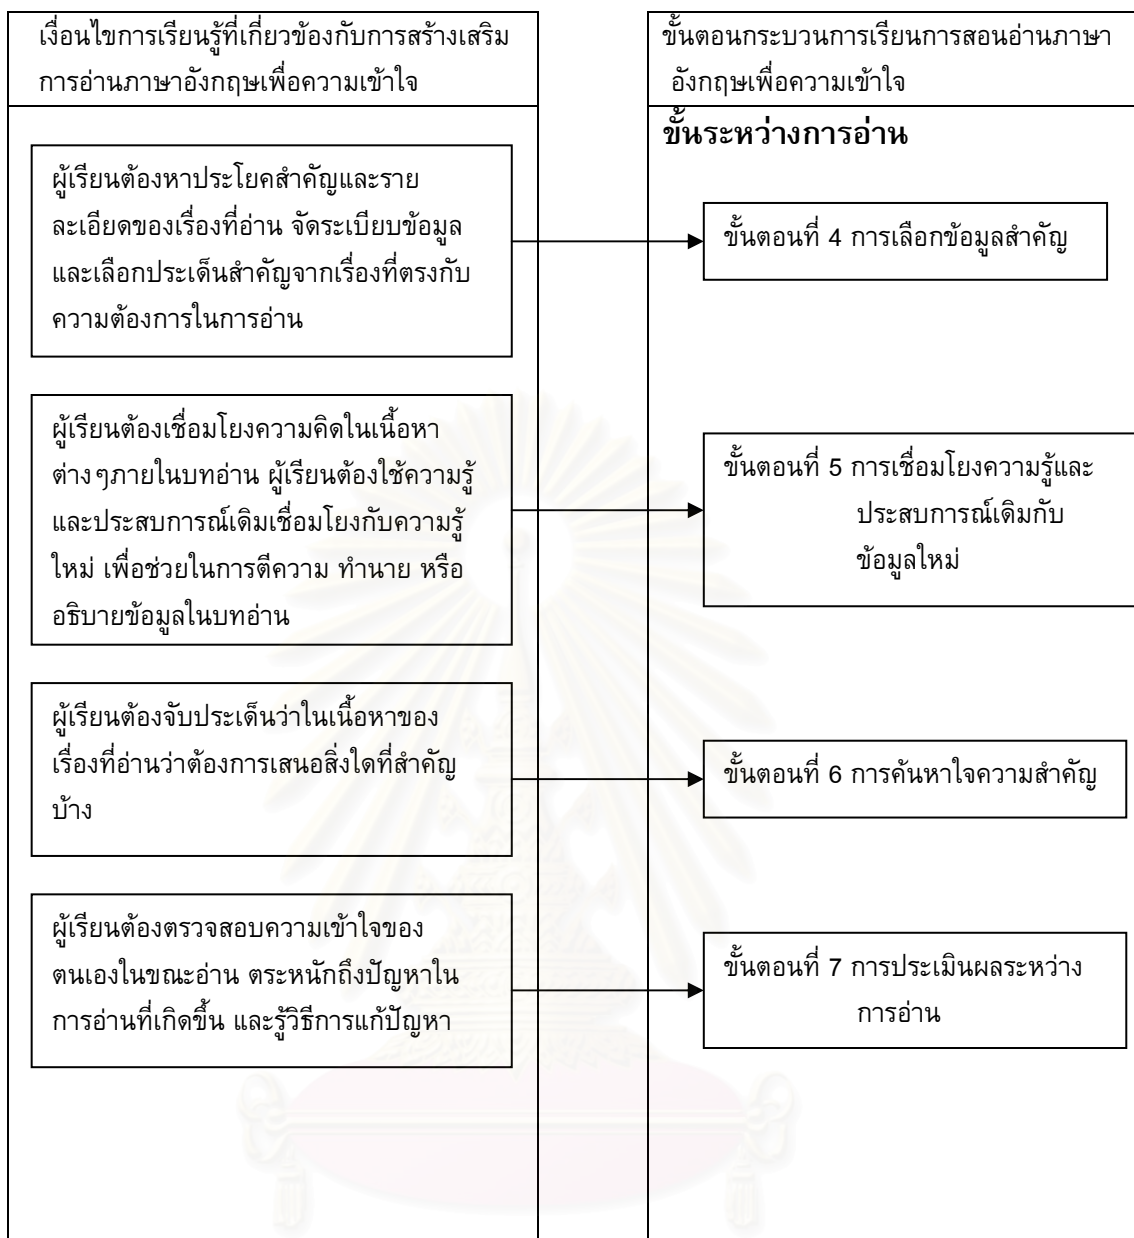 เงื่อนไขการเรียนรู้ที่เกี่ยวข้องกับการสร้างเสริม
การอ่านภาษาอังกฤษเพื่อความเข้าใจ
ผู้เรียนต้องหาประโยคสำคัญและราย
ละเอียดของเรื่องที่อ่าน จัดระเบียบข้อมูล
และเลือกประเด็นสำคัญจากเรื่องที่ตรงกับ
ความต้องการในการอ่าน
ผู้เรียนต้องเชื่อมโยงความคิดในเนื้อหา
ต่างๆภายในบทอ่าน ผู้เรียนต้องใช้ความรู้
และประสบการณ์เดิมเชื่อมโยงกับความรู้
ใหม่ เพื่อช่วยในการตีความ ทำนาย หรือ
อธิบายข้อมูลในบทอ่าน
ผู้เรียนต้องจับประเด็นว่าในเนื้อหาของ
เรื่องที่อ่านว่าต้องการเสนอสิ่งใดที่สำคัญ
บ้าง
ผู้เรียนต้องตรวจสอบความเข้าใจของ
ตนเองในขณะอ่าน ตระหนักถึงปัญหาใน
การอ่านที่เกิดขึ้น และรู้วิธีการแก้ปัญหา
ขั้นตอนกระบวนการเรียนการสอนอ่านภาษา
อังกฤษเพื่อความเข้าใจ
ขั้นระหว่างการอ่าน
ขั้นตอนที่ 4 การเลือกข้อมูลสำคัญ
ขั้นตอนที่ 5 การเชื่อมโยงความรู้และ
ประสบการณ์เดิมกับ
ข้อมูลใหม่
ขั้นตอนที่ 6 การค้นหาใจความสำคัญ
ขั้นตอนที่ 7 การประเมินผลระหว่าง
การอ่าน